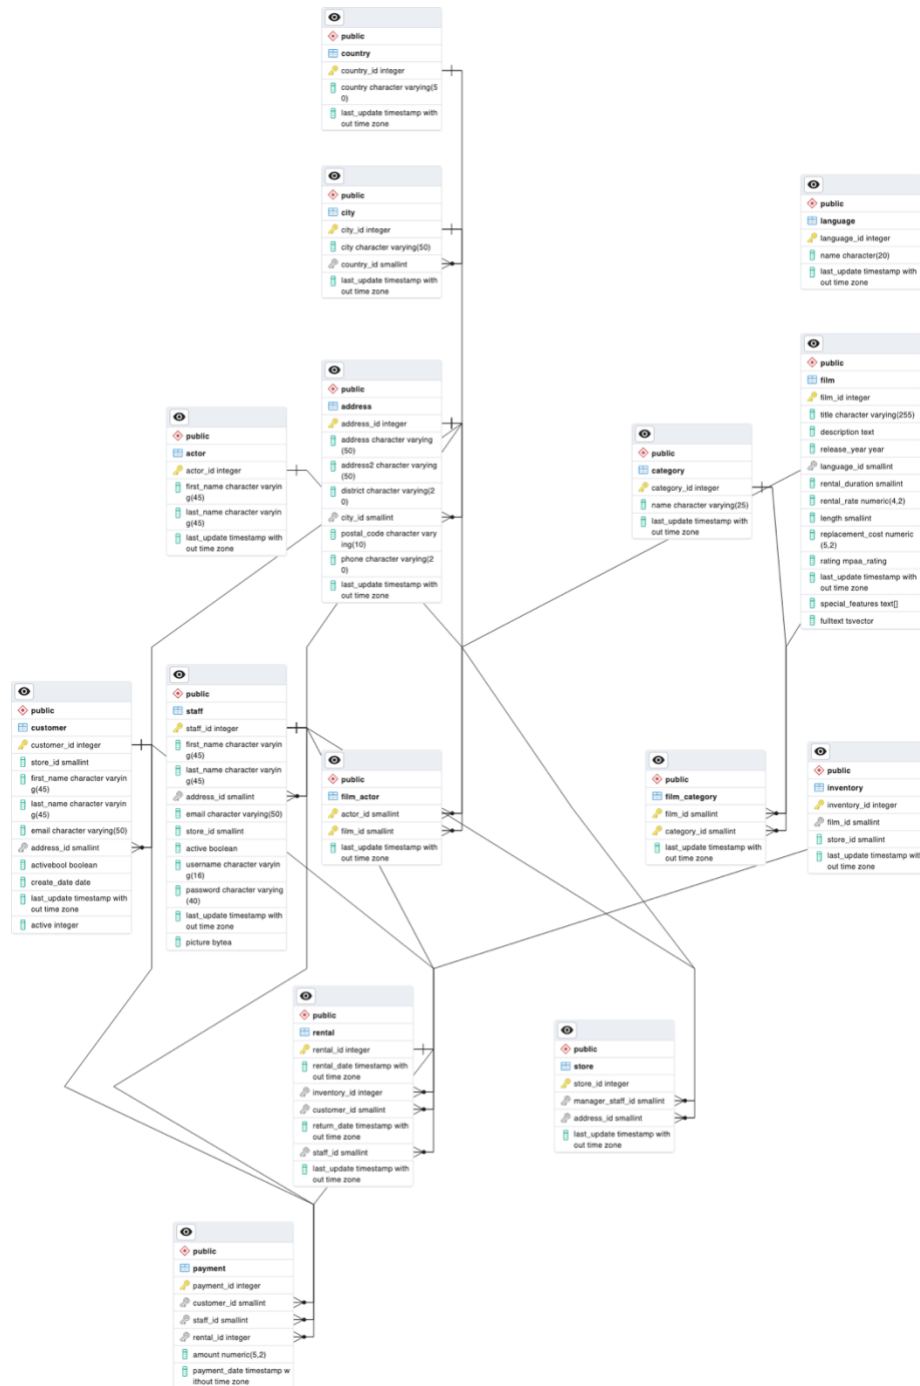 public
country
country_id integer
country character varying(5
0)
last_update timestamp with
out time zone
public
city
city_id integer
city character varying(50)
country_id smallint
last_update timestamp with
out time zone
public
language
language_id integer
name character(20)
last_update timestamp with
out time zone
public
film
film_id integer
title character varying(255)
description text
release_year year
language_id smallint
rental_duration smallint
rental_rate numeric(4,2)
length smallint
replacement_cost numeric
(5,2)
rating mpaa_rating
last_update timestamp with
out time zone
special_features text[]
fulltext tsvector
public
address
address_id integer
address character varying
(50)
address2 character varying
(50)
district character varying(2
0)
city_id smallint
postal_code character vary
ing(10)
phone character varying(2
0)
last_update timestamp with
out time zone
public
actor
actor_id integer
first_name character varyin
g(45)
last_name character varyin
g(45)
last_update timestamp with
out time zone
public
category
category_id integer
name character varying(25)
last_update timestamp with
out time zone
public
customer
customer_id integer
store_id smallint
first_name character varyin
g(45)
last_name character varyin
g(45)
email character varying(50)
address_id smallint
activebool boolean
create_date date
last_update timestamp with
out time zone
active integer
public
staff
staff_id integer
first_name character varyin
g(45)
last_name character varyin
g(45)
address_id smallint
email character varying(50)
store_id smallint
active boolean
username character varyin
g(16)
password character varying
(40)
last_update timestamp with
out time zone
picture bytea
public
film_actor
actor_id smallint
film_id smallint
last_update timestamp with
out time zone
public
film_category
film_id smallint
category_id smallint
last_update timestamp with
out time zone
public
inventory
inventory_id integer
film_id smallint
store_id smallint
last_update timestamp with
out time zone
public
rental
rental_id integer
rental_date timestamp with
out time zone
inventory_id integer
customer_id smallint
return_date timestamp with
out time zone
staff_id smallint
last_update timestamp with
out time zone
public
store
store_id integer
manager_staff_id smallint
address_id smallint
last_update timestamp with
out time zone
public
payment
payment_id integer
customer_id smallint
staff_id smallint
rental_id integer
amount numeric(5,2)
payment_date timestamp w
ithout time zone